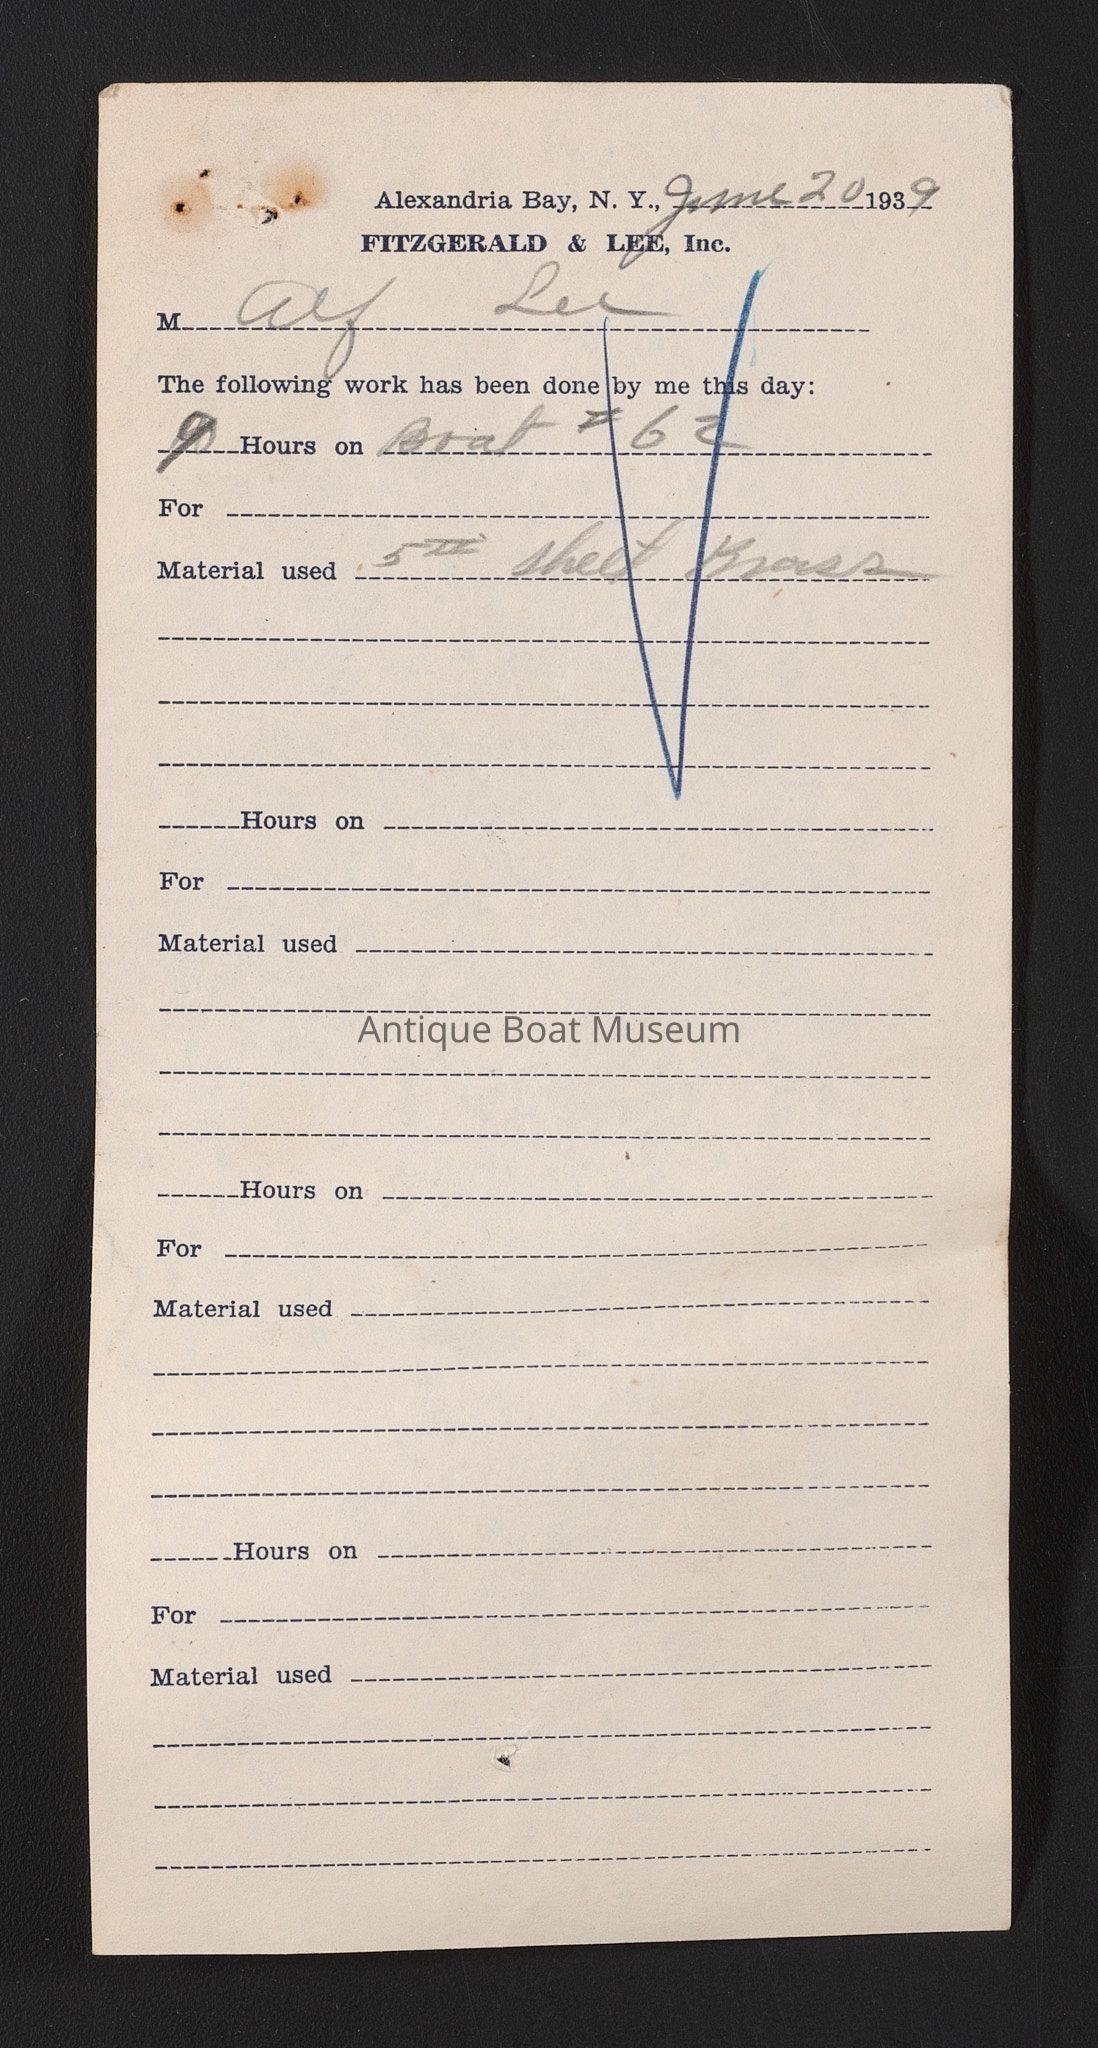 Alexandria Bay, N. Y., June 20 1939
FITZGERALD & LEE, Inc.
M Alf Lee
The following work has been done by me this day:
9 Hours on Boat # 62
For
Material used 5 # Sheet Brass
Hours on
For
Material used
Antique Boat Museum
Hours on
For
Material used
Hours on
For
Material used